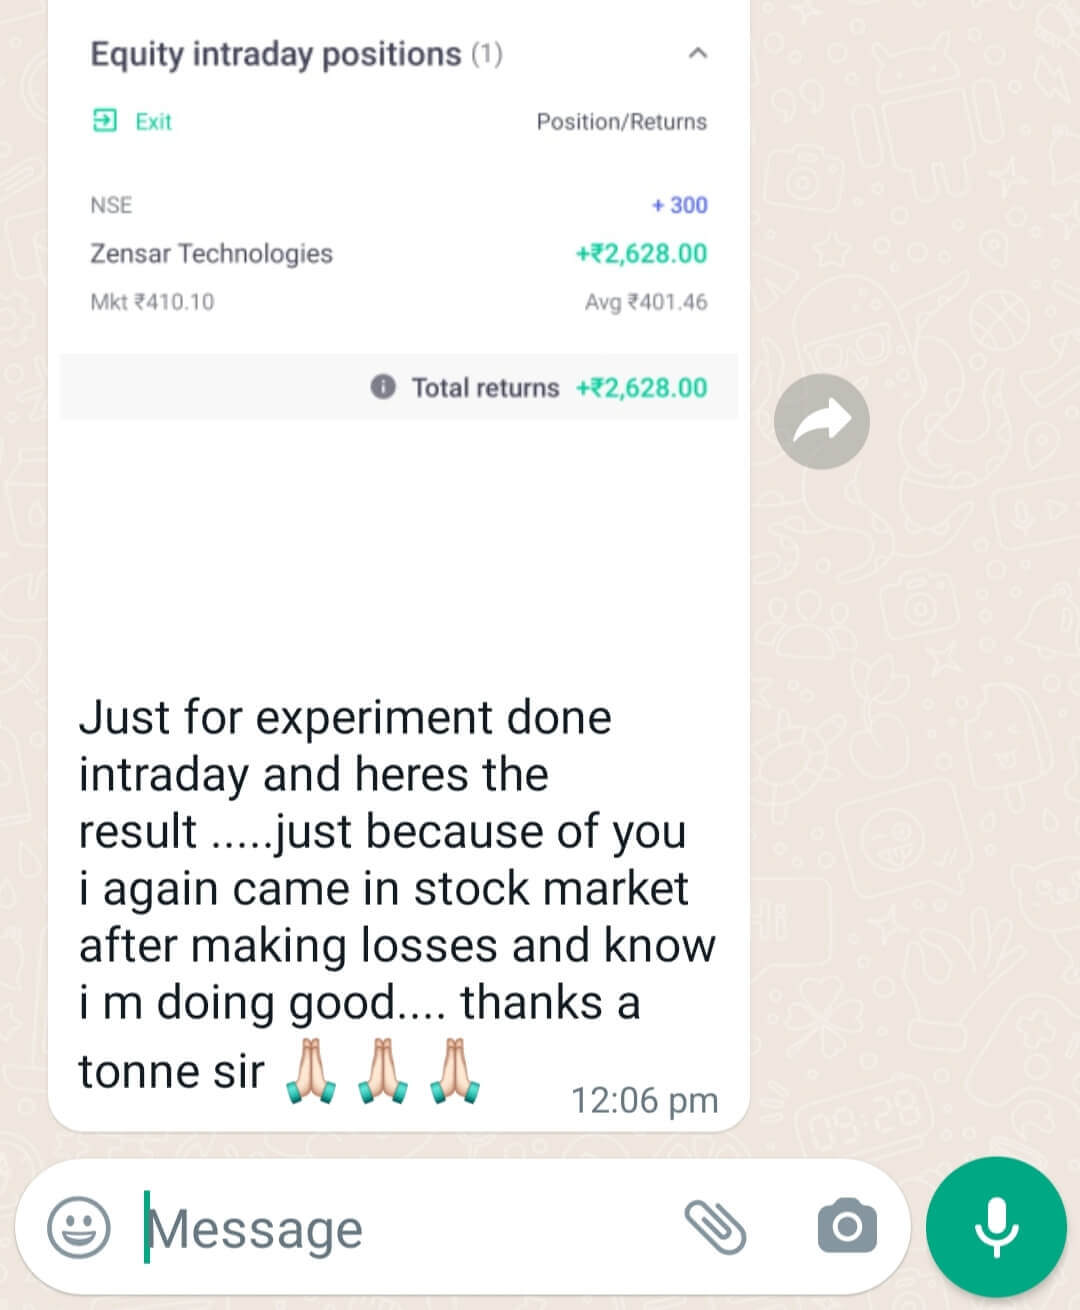 Equity intraday positions (1)
Exit
Position/Returns
NSE
+ 300
Zensar Technologies
+₹2,628.00
Mkt ₹410.10
Avg ₹401.46
Total returns +₹2,628.00
Just for experiment done
intraday and heres the
result .....just because of you
i again came in stock market
after making losses and know
i m doing good.... thanks a
tonne sir 🙏🏻 🙏🏻 🙏🏻
12:06 pm
Message